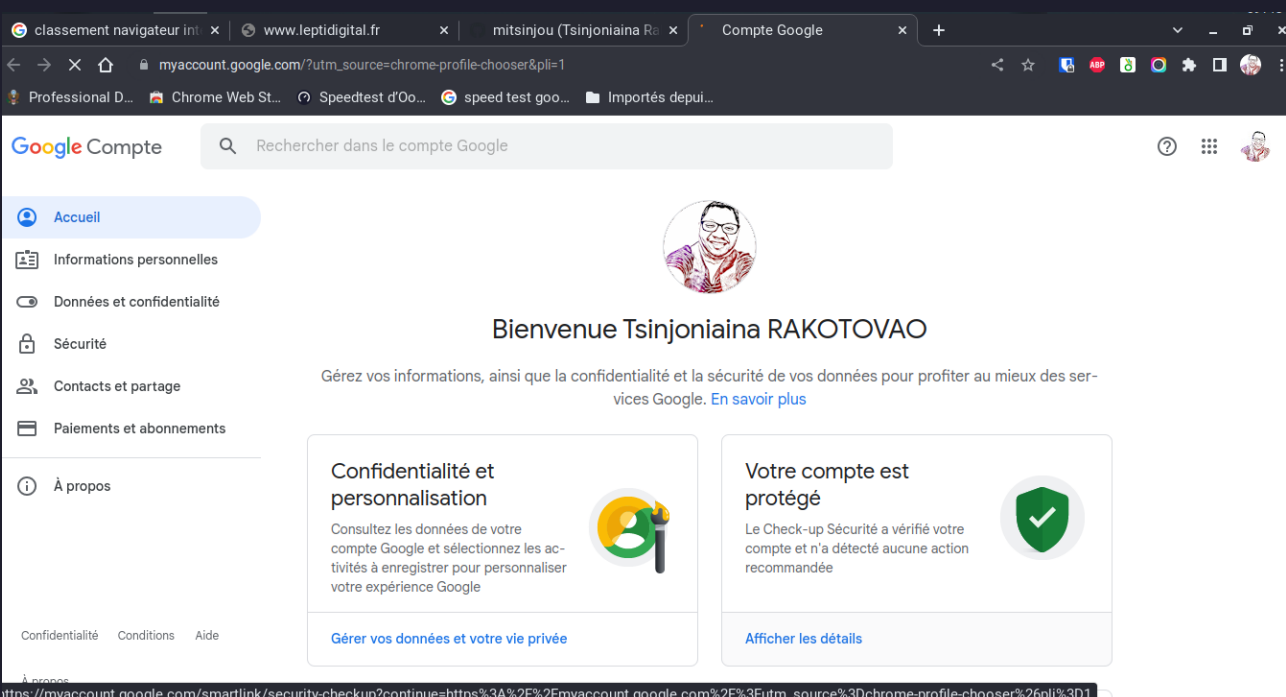 classement navigateur int
www.leptidigital.fr
mitsinjou (Tsinjoniaina Ra
Compte Google
myaccount.google.com/?utm_source=chrome-profile-chooser&pli=1
ABP
Professional D...
Chrome Web St...
Speedtest d'Oo...
speed test goo...
Importés depui...
Google Compte
Rechercher dans le compte Google
Accueil
Informations personnelles
Données et confidentialité
Sécurité
Contacts et partage
Paiements et abonnements
À propos
Bienvenue Tsinjoniaina RAKOTOVAO
Gérez vos informations, ainsi que la confidentialité et la sécurité de vos données pour profiter au mieux des ser-
vices Google. En savoir plus
Confidentialité et
personnalisation
Consultez les données de votre
compte Google et sélectionnez les ac-
tivités à enregistrer pour personnaliser
votre expérience Google
Gérer vos données et votre vie privée
Votre compte est
protégé
Le Check-up Sécurité a vérifié votre
compte et n'a détecté aucune action
recommandée
Afficher les détails
Confidentialité
Conditions
Aide
À propos
https://myaccount.google.com/smartlink/security-checkup?continue=https%3A%2F%2Fmyaccount.google.com%2F%3Futm_source%3Dchrome-profile-chooser%26pli%3D1